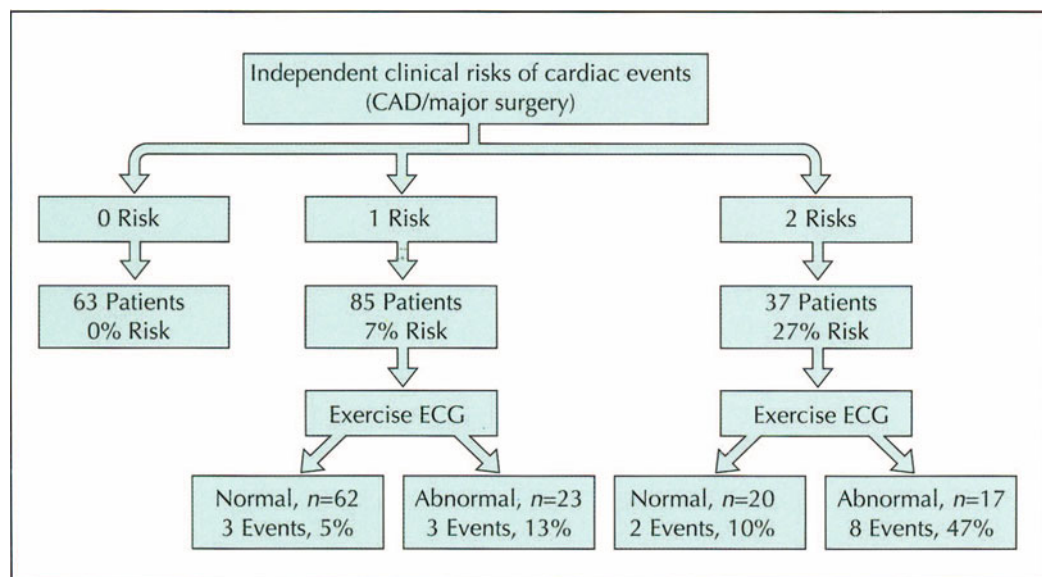 Independent clinical risks of cardiac events
(CAD/major surgery)
0 Risk
1 Risk
2 Risks
63 Patients
0% Risk
85 Patients
7% Risk
37 Patients
27% Risk
Exercise ECG
Exercise ECG
Normal, n=62
3 Events, 5%
Abnormal, n=23
3 Events, 13%
Normal, n=20
2 Events, 10%
Abnormal, n=17
8 Events, 47%